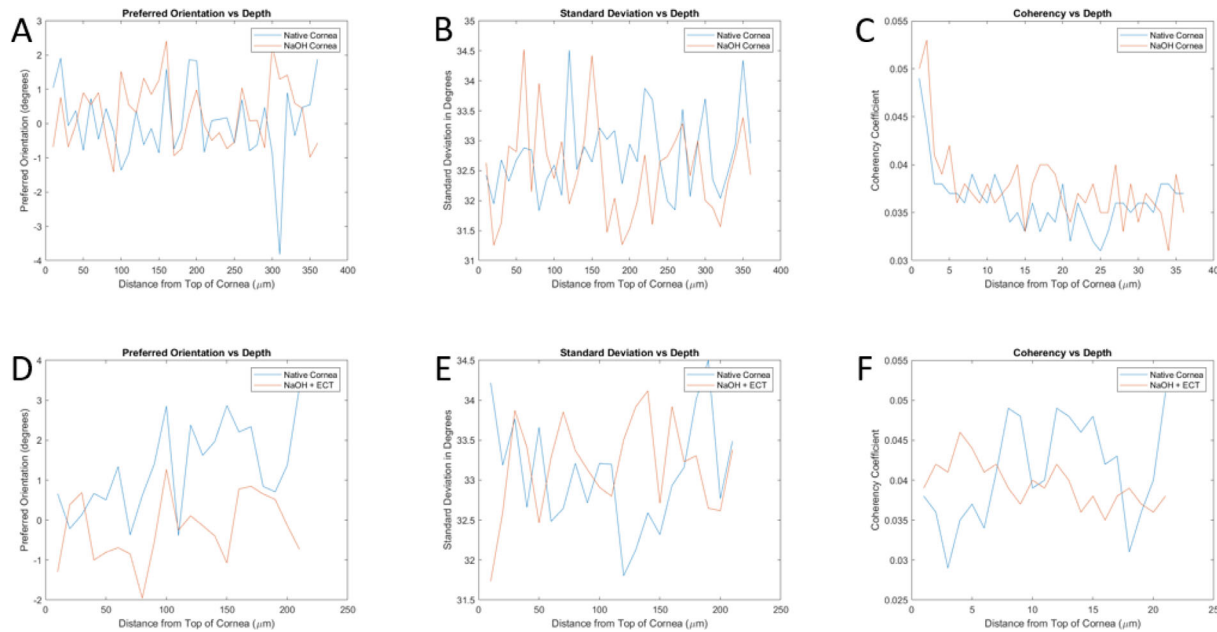 A
Preferred Orientation vs Depth
Native Cornea
NaOH Cornea
Preferred Orientation (degrees)
3
2
1
0
-1
-2
-3
-4
0 50 100 150 200 250 300 350 400
Distance from Top of Cornea (μm)
B
Standard Deviation vs Depth
Native Cornea
NaOH Cornea
Standard Deviation in Degrees
35
34.5
34
33.5
33
32.5
32
31.5
31
0 50 100 150 200 250 300 350 400
Distance from Top of Cornea (μm)
C
Coherency vs Depth
Native Cornea
NaOH Cornea
Coherency Coefficient
0.055
0.05
0.045
0.04
0.035
0.03
0 5 10 15 20 25 30 35 40
Distance from Top of Cornea (μm)
D
Preferred Orientation vs Depth
Native Cornea
NaOH + ECT
Preferred Orientation (degrees)
4
3
2
1
0
-1
-2
0 50 100 150 200 250
Distance from Top of Cornea (μm)
E
Standard Deviation vs Depth
Native Cornea
NaOH + ECT
Standard Deviation in Degrees
34.5
34
33.5
33
32.5
32
31.5
0 50 100 150 200 250
Distance from Top of Cornea (μm)
F
Coherency vs Depth
Native Cornea
NaOH + ECT
Coherency Coefficient
0.055
0.05
0.045
0.04
0.035
0.03
0.025
0 5 10 15 20 25
Distance from Top of Cornea (μm)